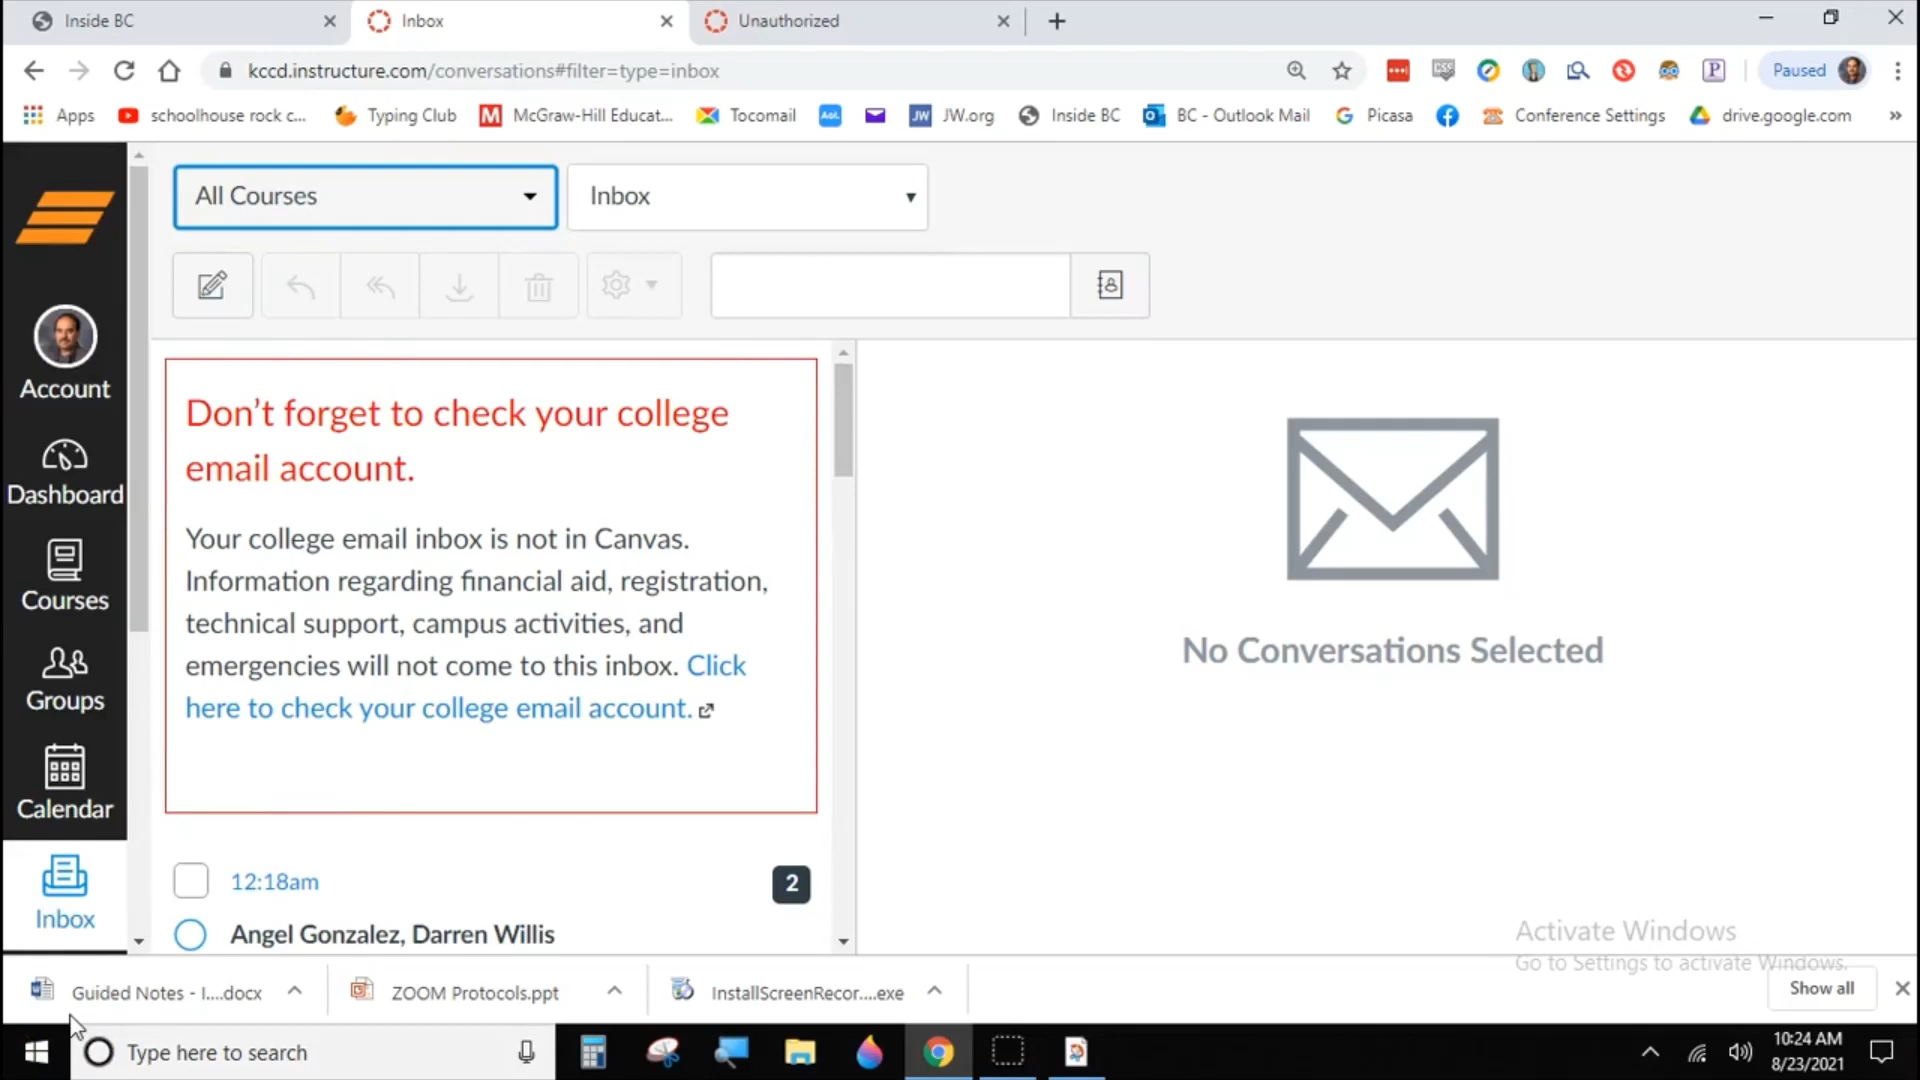 Inside BC
Inbox
Unauthorized
kccd.instructure.com/conversations#filter=type=inbox
CSS
P
Paused
Apps
schoolhouse rock c...
Typing Club
M
McGraw-Hill Educat...
Tocomail
Aol.
JW
JW.org
Inside BC
BC - Outlook Mail
Picasa
Conference Settings
drive.google.com
»
All Courses
Inbox
Account
Dashboard
Courses
Groups
Calendar
Inbox
Don't forget to check your college
email account.
Your college email inbox is not in Canvas.
Information regarding financial aid, registration,
technical support, campus activities, and
emergencies will not come to this inbox. Click
here to check your college email account.
12:18am
2
Angel Gonzalez, Darren Willis
No Conversations Selected
Activate Windows
Go to Settings to activate Windows.
Guided Notes - I....docx
ZOOM Protocols.ppt
InstallScreenRecor....exe
Show all
Type here to search
10:24 AM
8/23/2021